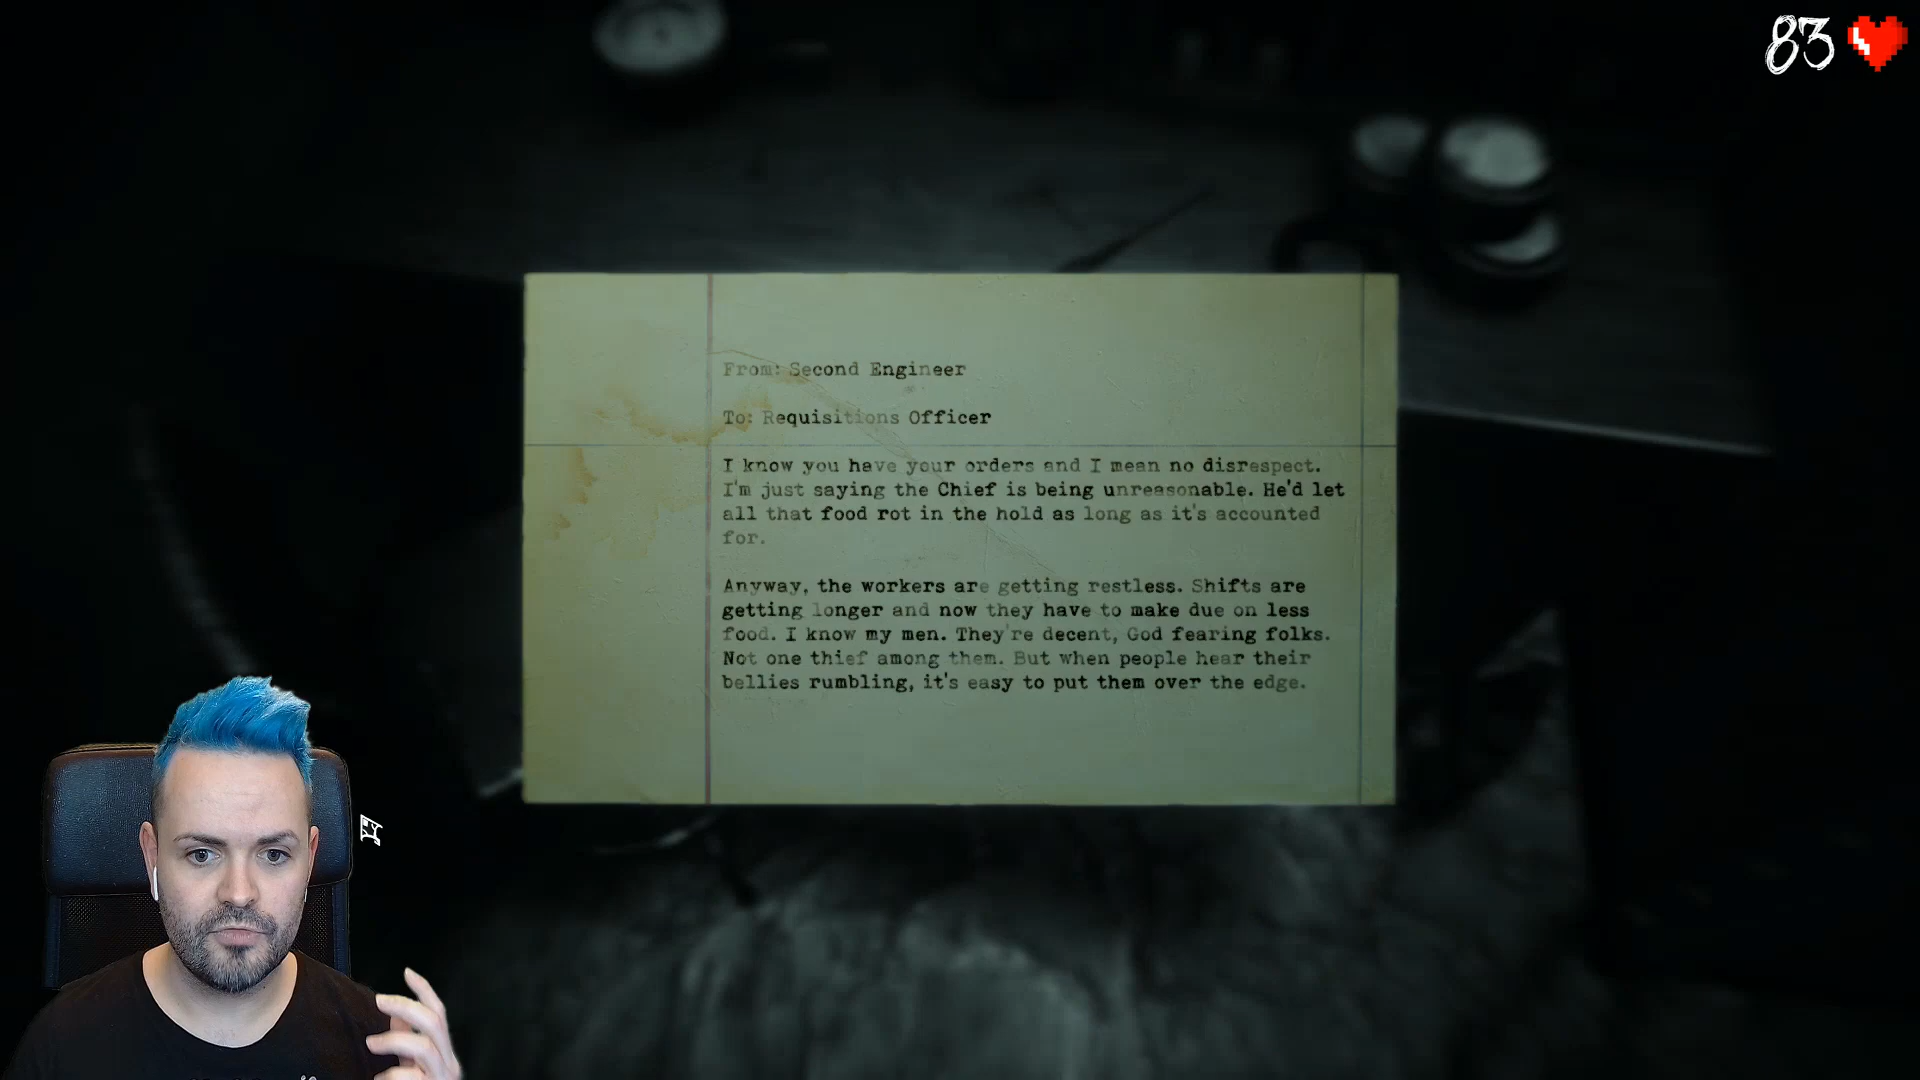 83
From: Second Engineer
To: Requisitions Officer
I know you have your orders and I mean no disrespect.
I'm just saying the Chief is being unreasonable. He'd let
all that food rot in the hold as long as it's accounted
for.
Anyway, the workers are getting restless. Shifts are
getting longer and now they have to make due on less
food. I know my men. They're decent, God fearing folks.
Not one thief among them. But when people hear their
bellies rumbling, it's easy to put them over the edge.